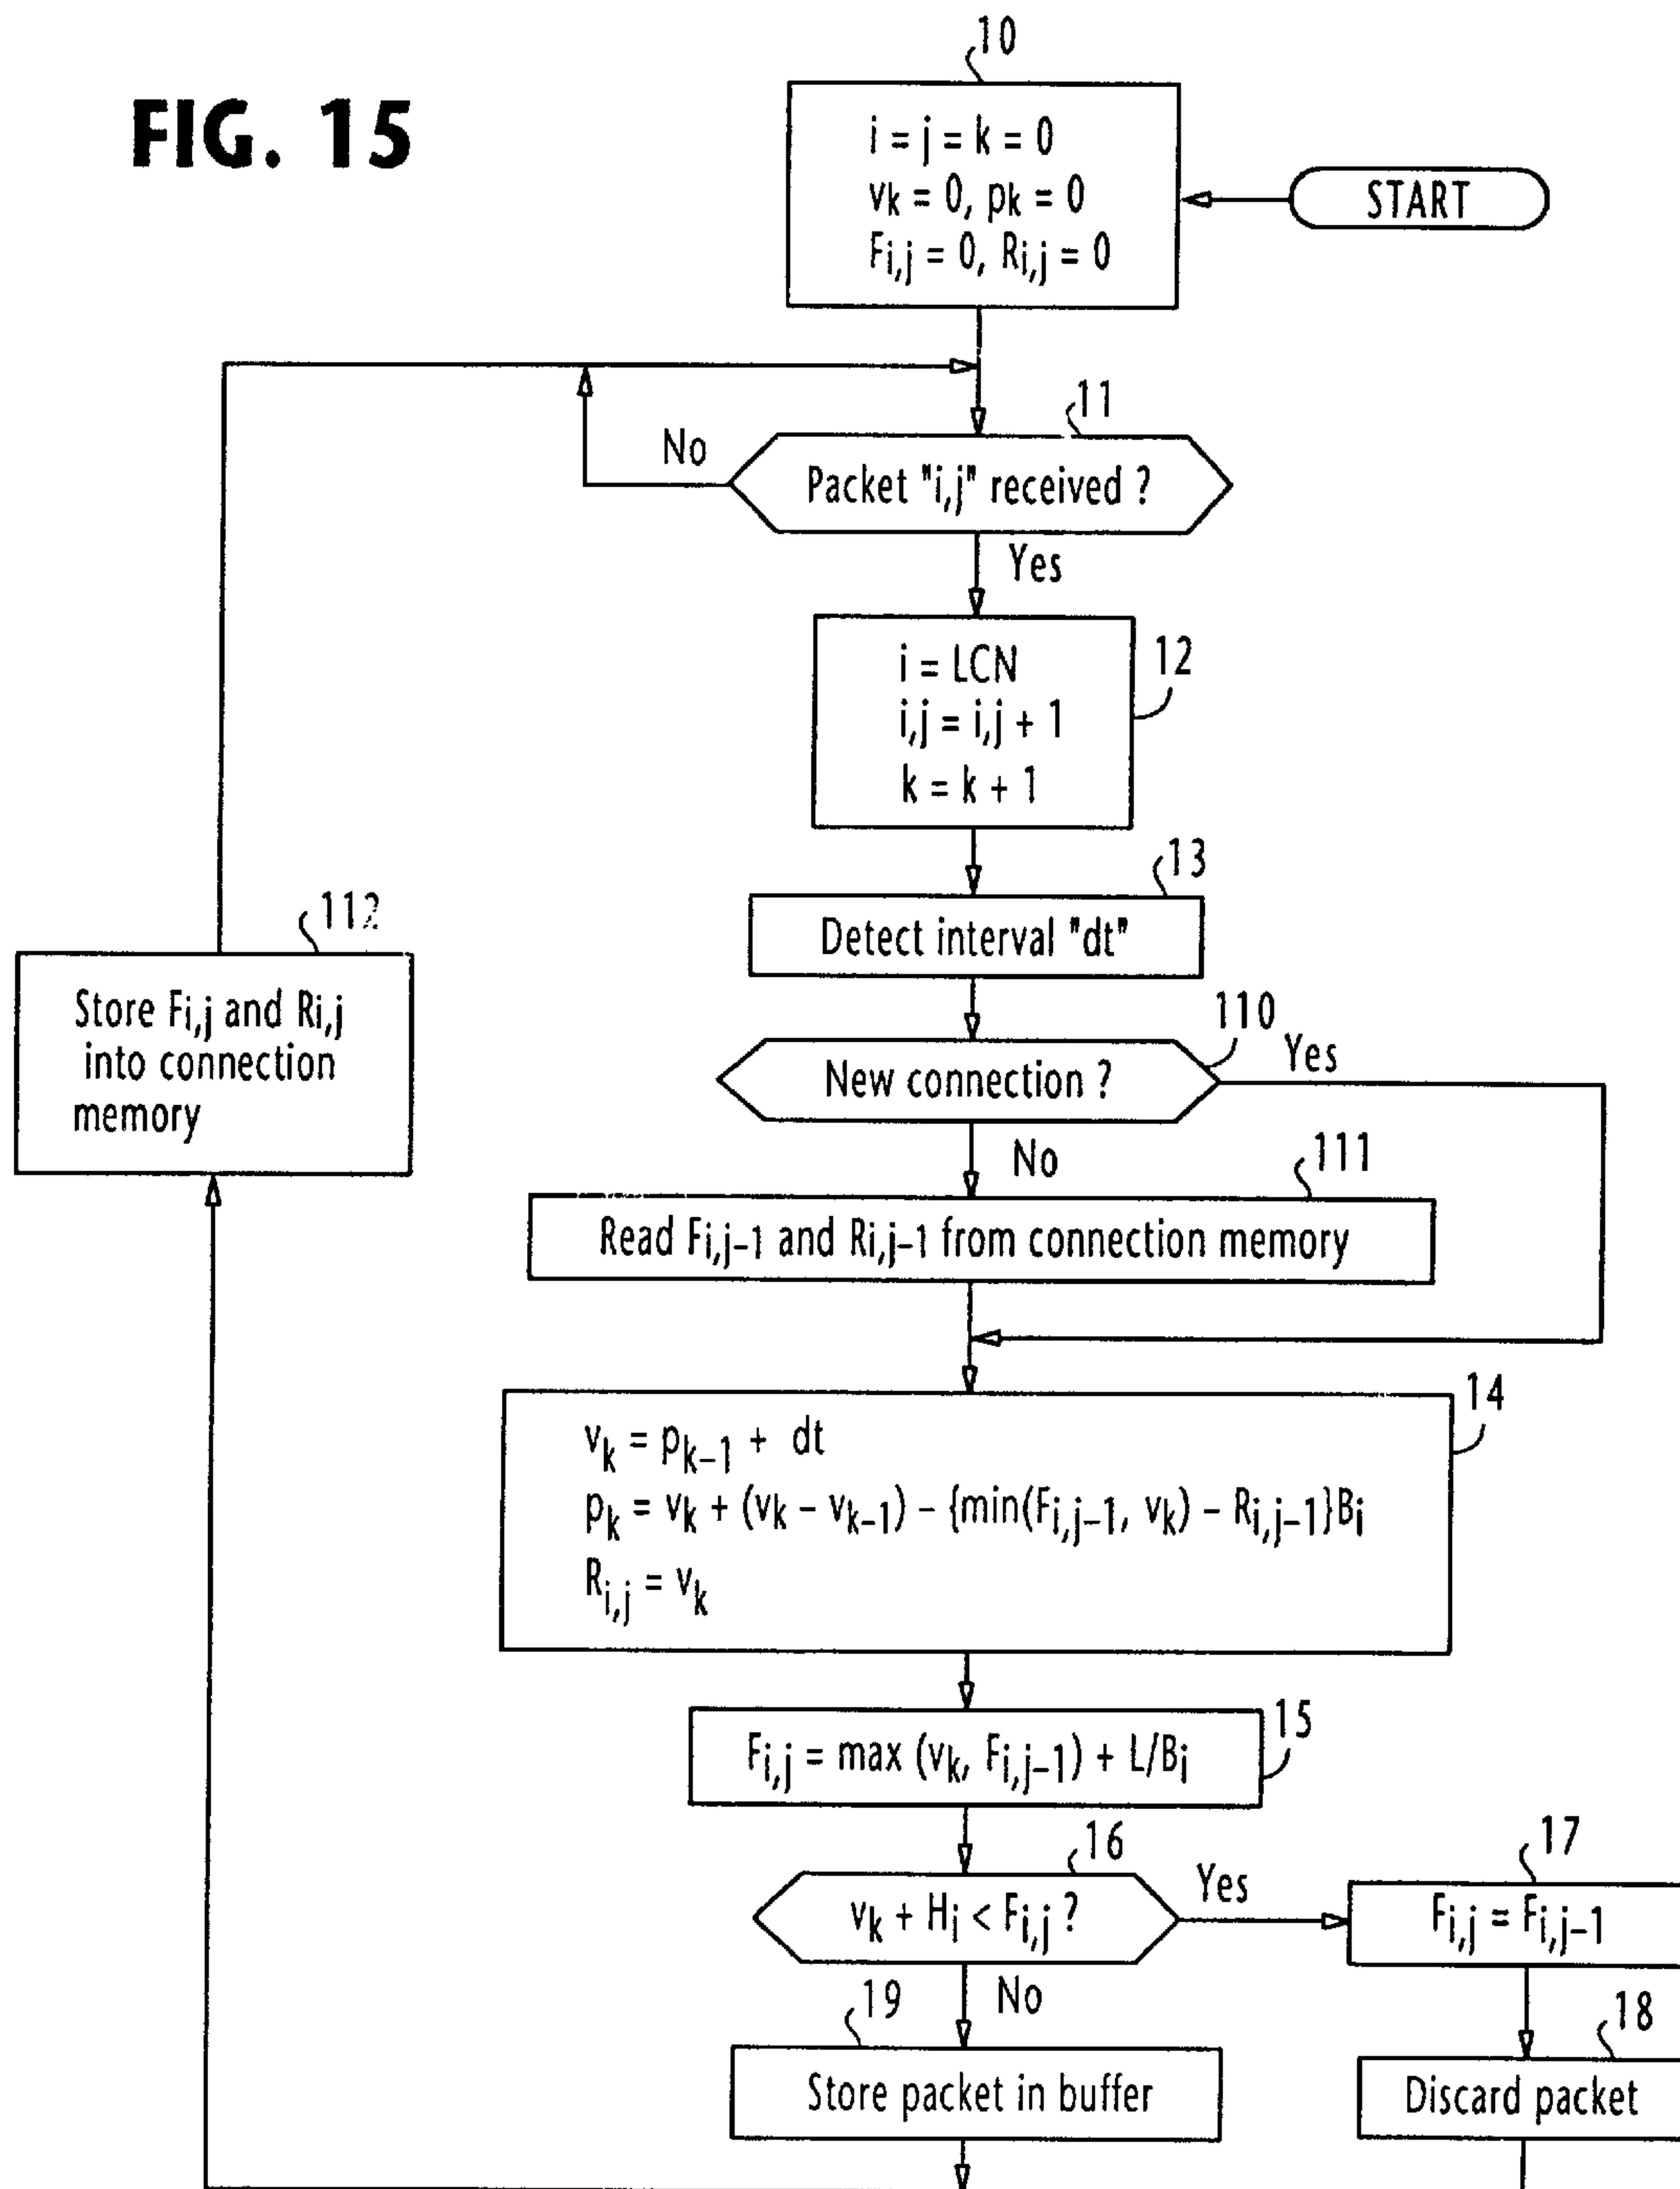 FIG. 15
10
i = j = k = 0
vk = 0, pk = 0
Fi,j = 0, Ri,j = 0
START
11
No
Packet "i,j" received ?
Yes
12
i = LCN
i,j = i,j + 1
k = k + 1
13
Detect interval "dt"
112
Store Fi,j and Ri,j
into connection
memory
110
New connection ?
Yes
No
111
Read Fi,j–1 and Ri,j–1 from connection memory
14
vk = pk–1 + dt
pk = vk + (vk – vk–1) – {min(Fi,j–1, vk) – Ri,j–1}Bi
Ri,j = vk
15
Fi,j = max (vk, Fi,j–1) + L/Bi
16
vk + Hi < Fi,j ?
Yes
17
Fi,j = Fi,j–1
No
19
Store packet in buffer
18
Discard packet